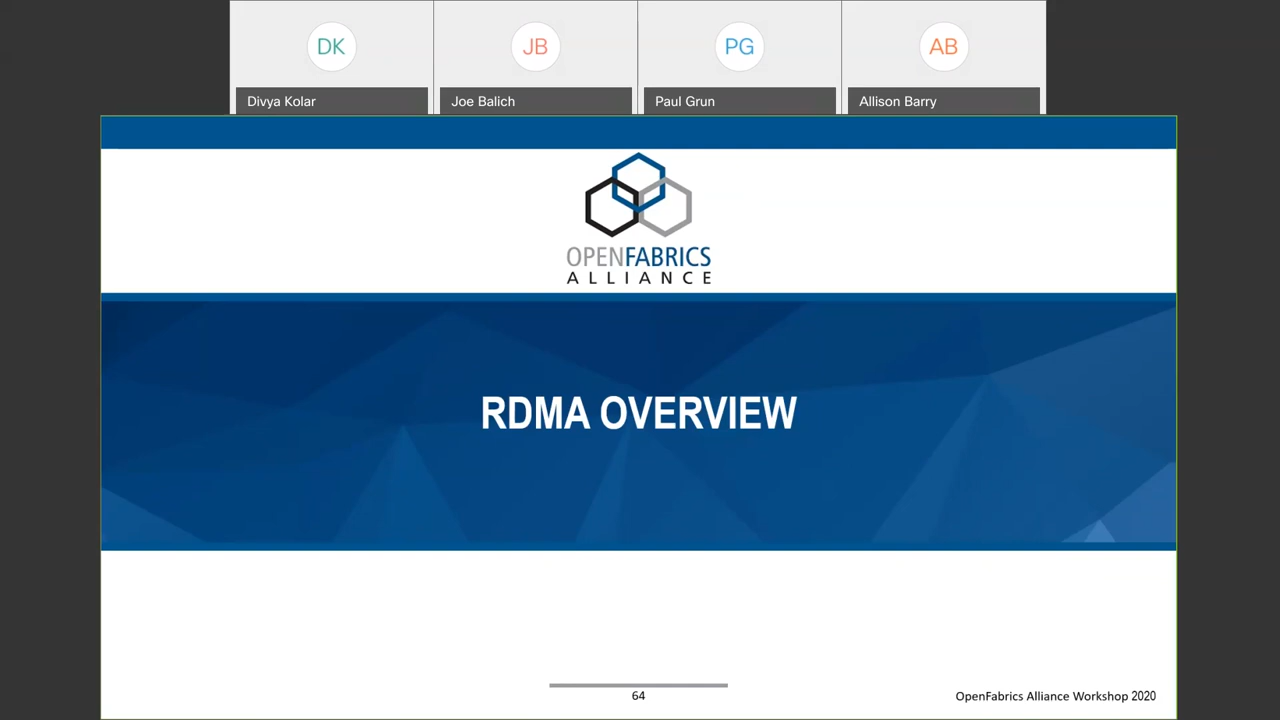 DK
JB
PG
AB
Divya Kolar
Joe Balich
Paul Grun
Allison Barry
OPENFABRICS
ALLIANCE
RDMA OVERVIEW
64
OpenFabrics Alliance Workshop 2020